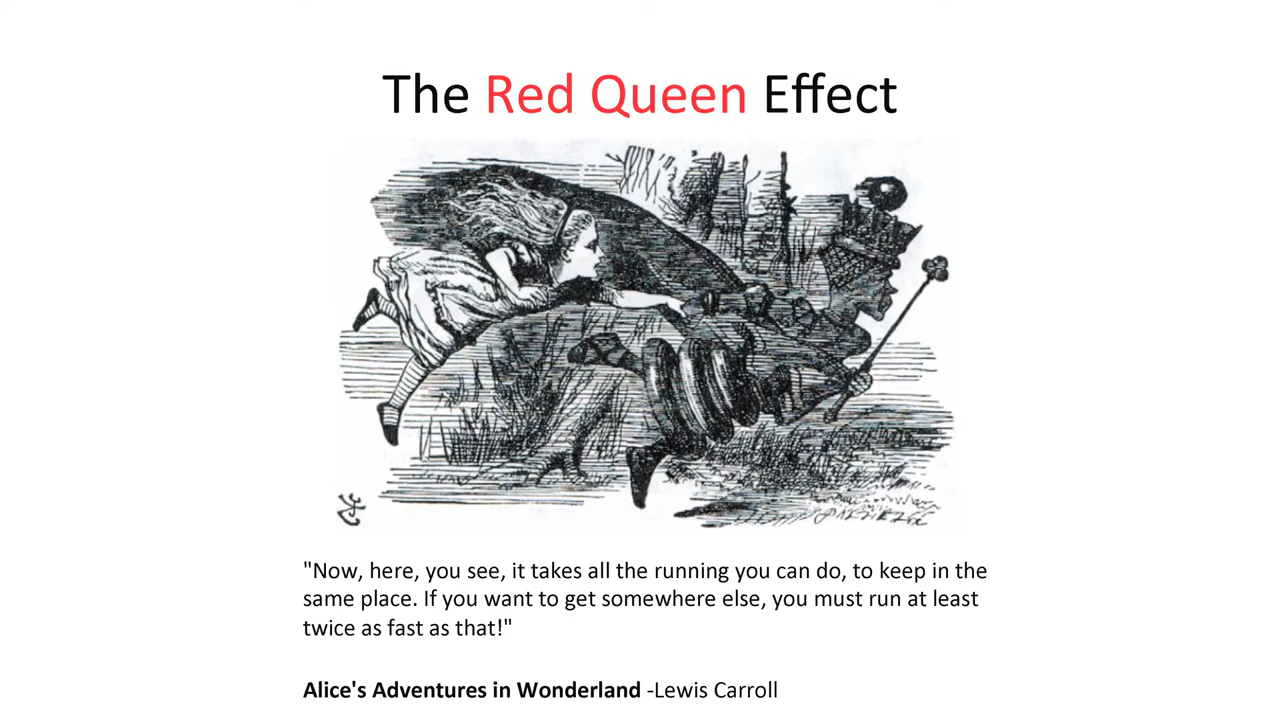 The Red Queen Effect
"Now, here, you see, it takes all the running you can do, to keep in the
same place. If you want to get somewhere else, you must run at least
twice as fast as that!"
Alice's Adventures in Wonderland -Lewis Carroll